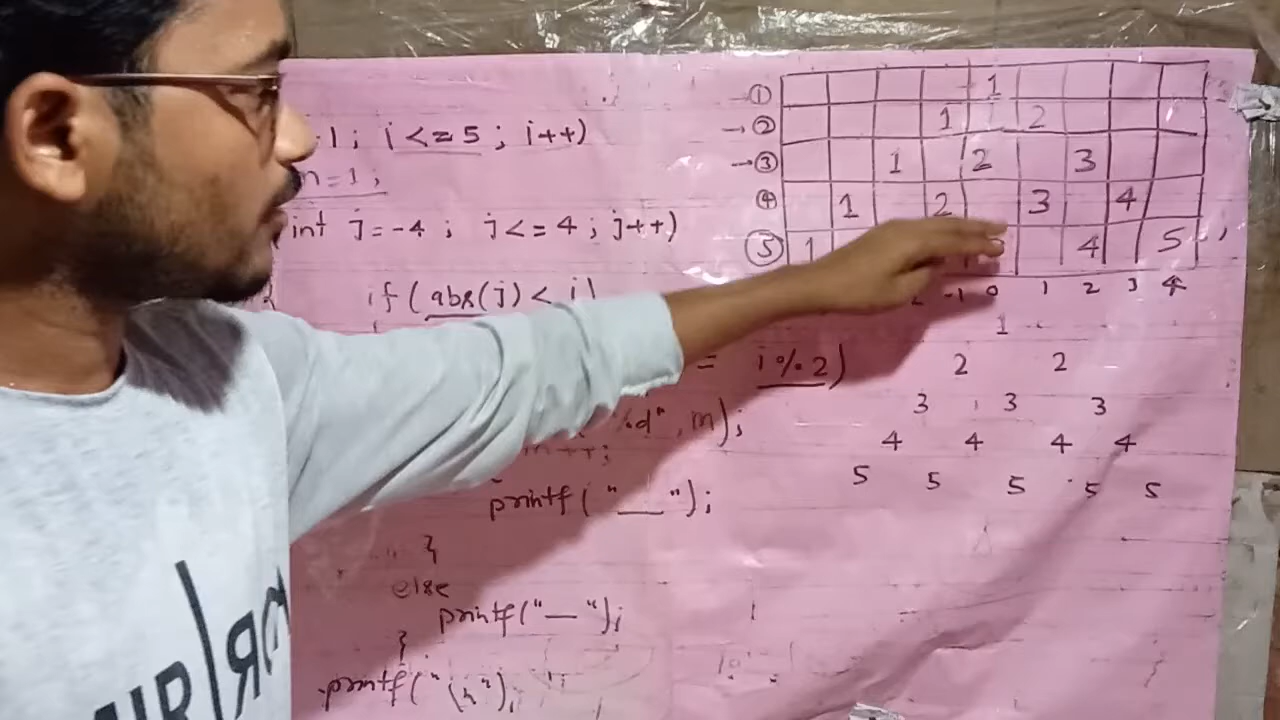 1; i <= 5; i++)
m=1;
int j = -4; j <= 4; j++)
if (abs(j) < i)
= i%2)
%d", m);
m++;
printf("__");
}
else
printf("__");
}
printf("\n");
① 1
② 1 2
③ 1 2 3
④ 1 2 3 4
⑤ 1 4 5
-1 0 1 2 3 4
1
2 2
3 3 3
4 4 4 4
5 5 5 5 5